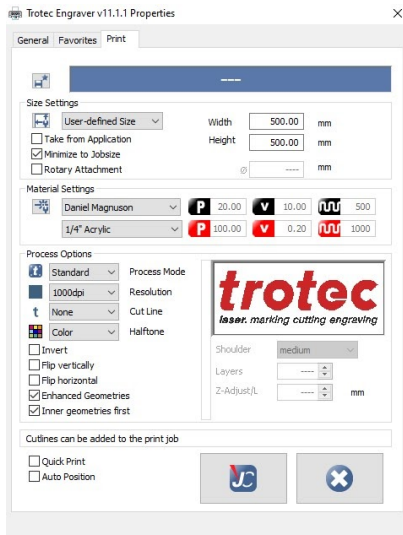 Trotec Engraver v11.1.1 Properties
General Favorites Print
---
Size Settings
User-defined Size Width 500.00 mm
Take from Application Height 500.00 mm
Minimize to Jobsize
Rotary Attachment Ø ---- mm
Material Settings
Daniel Magnuson P 20.00 V 10.00 500
1/4" Acrylic P 100.00 V 0.20 1000
Process Options
Standard Process Mode
1000dpi Resolution
t None Cut Line
Color Halftone
trotec
laser. marking cutting engraving
Invert
Flip vertically
Flip horizontal
Enhanced Geometries
Inner geometries first
Shoulder medium
Layers ----
Z-Adjust/L ---- mm
Cutlines can be added to the print job
Quick Print
Auto Position
JC